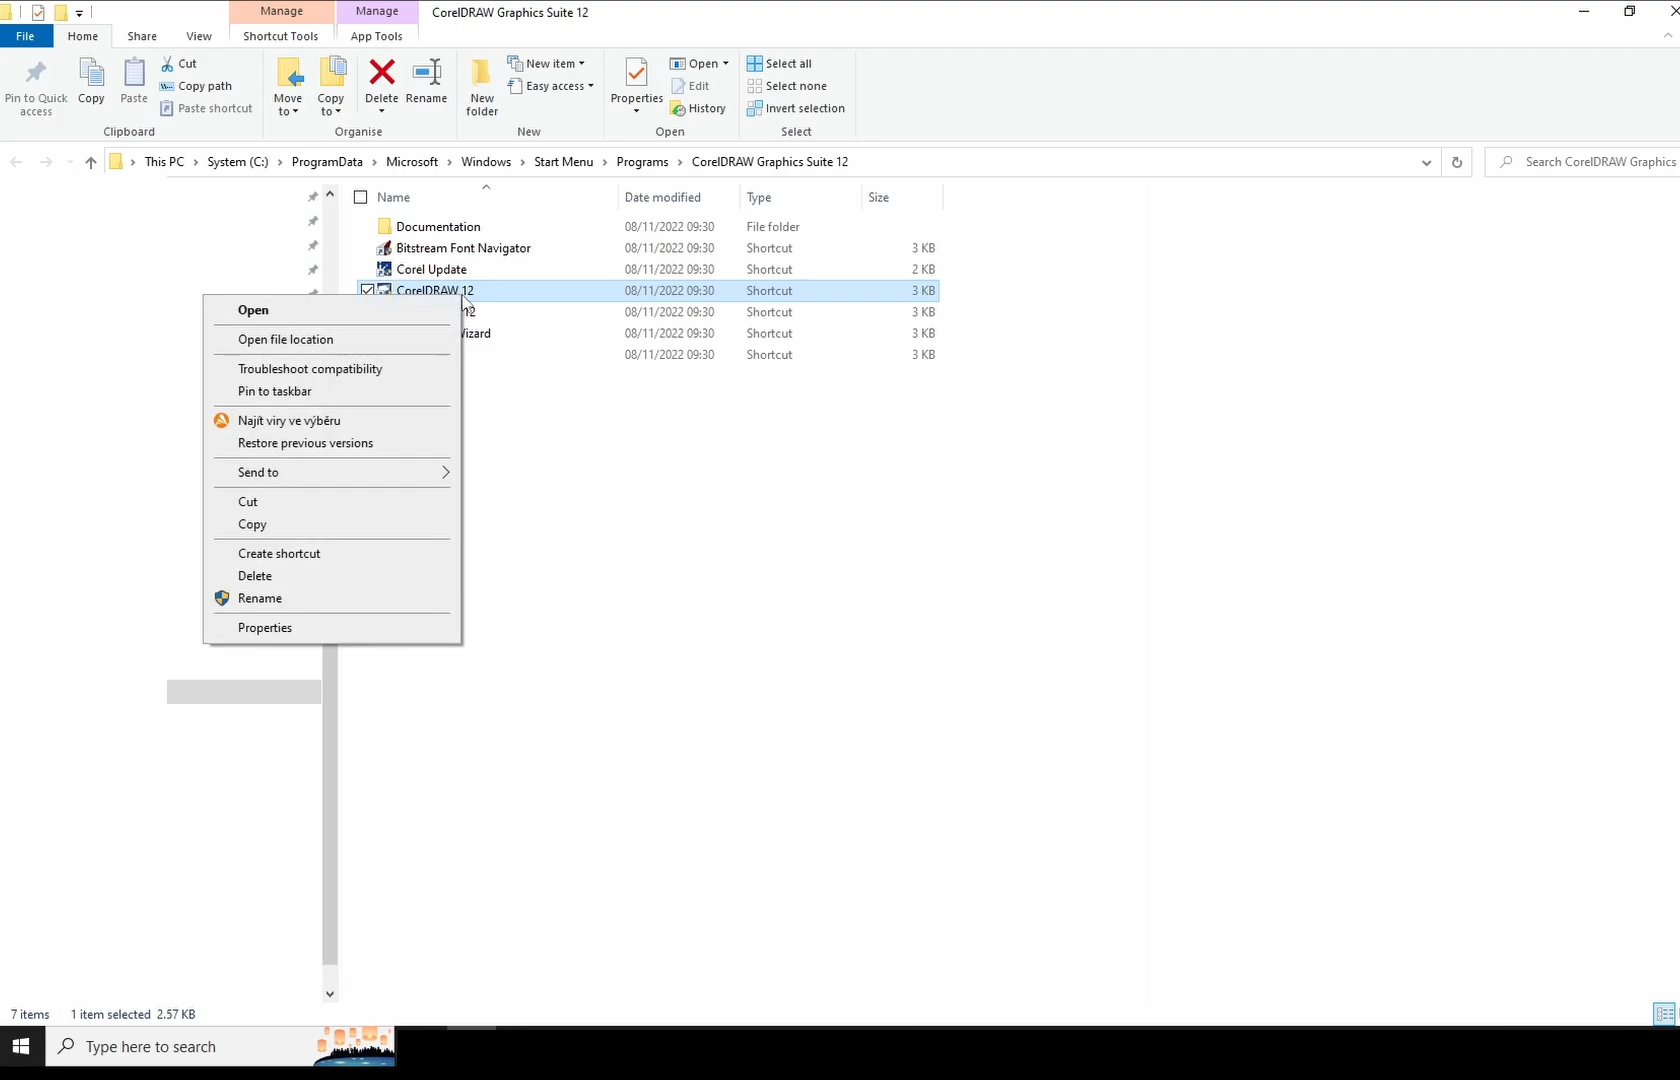 Manage Manage CorelDRAW Graphics Suite 12
File Home Share View Shortcut Tools App Tools
Pin to Quick access
Copy
Paste
Cut
Copy path
Paste shortcut
Clipboard
Move to
Copy to
Delete
Rename
Organise
New folder
New item
Easy access
New
Properties
Open
Edit
History
Open
Select all
Select none
Invert selection
Select
This PC › System (C:) › ProgramData › Microsoft › Windows › Start Menu › Programs › CorelDRAW Graphics Suite 12
Search CorelDRAW Graphics
Name Date modified Type Size
Documentation 08/11/2022 09:30 File folder
Bitstream Font Navigator 08/11/2022 09:30 Shortcut 3 KB
Corel Update 08/11/2022 09:30 Shortcut 2 KB
CorelDRAW 12 08/11/2022 09:30 Shortcut 3 KB
12 08/11/2022 09:30 Shortcut 3 KB
Wizard 08/11/2022 09:30 Shortcut 3 KB
08/11/2022 09:30 Shortcut 3 KB
Open
Open file location
Troubleshoot compatibility
Pin to taskbar
Najít viry ve výběru
Restore previous versions
Send to
Cut
Copy
Create shortcut
Delete
Rename
Properties
7 items 1 item selected 2.57 KB
Type here to search